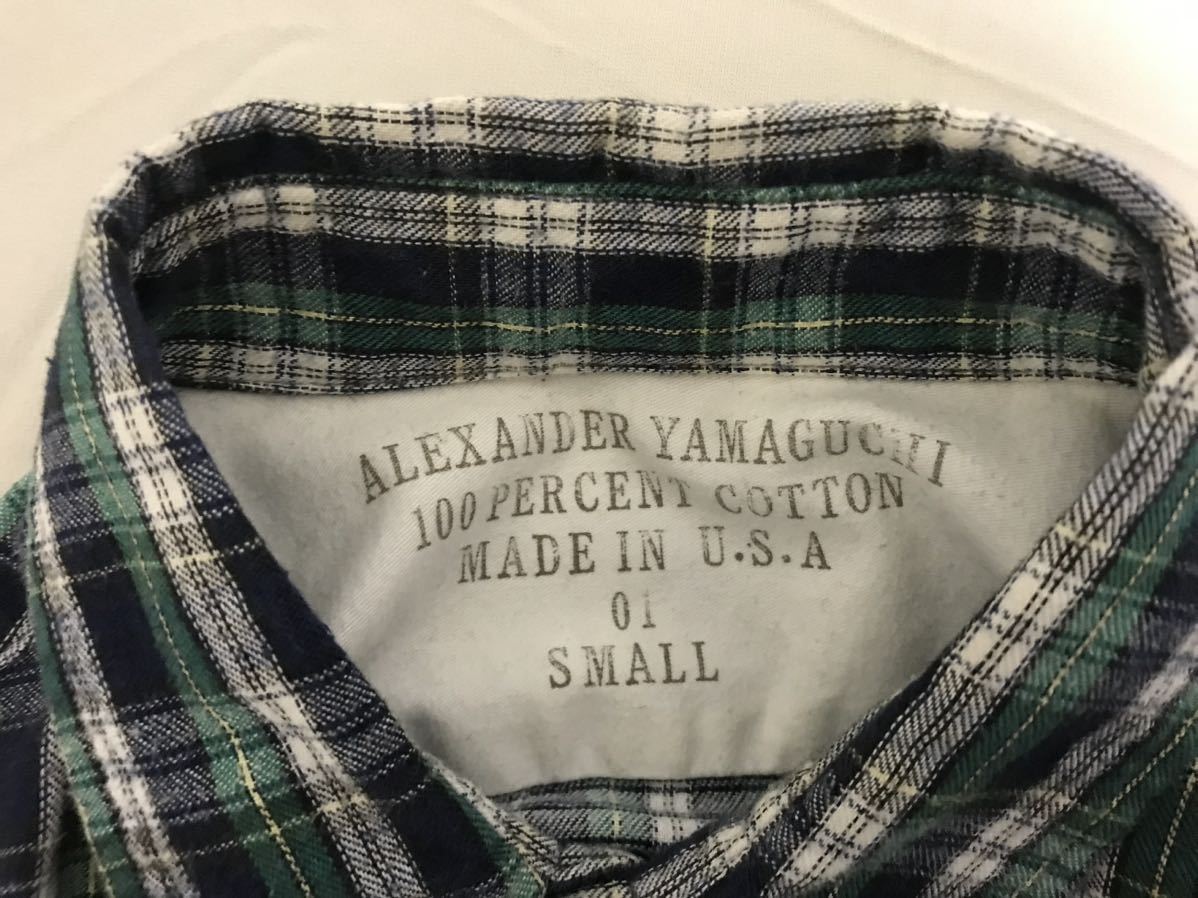 ALEXANDER YAMAGUCHI
100 PERCENT COTTON
MADE IN U.S.A
01
SMALL